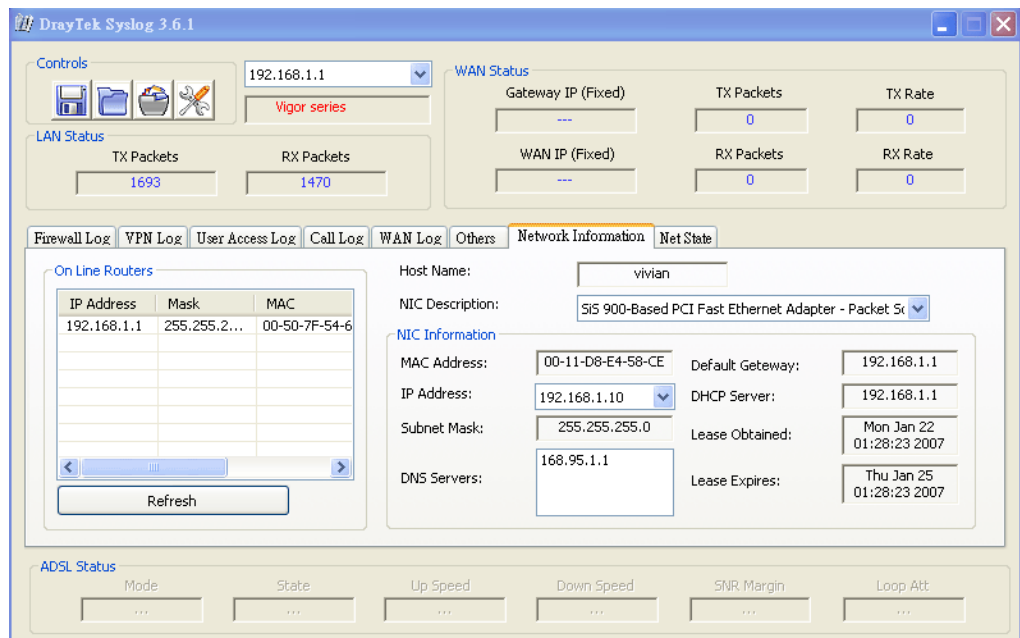 DrayTek Syslog 3.6.1
Controls
192.168.1.1
Vigor series
WAN Status
Gateway IP (Fixed)
TX Packets
TX Rate
---
0
0
WAN IP (Fixed)
RX Packets
RX Rate
---
0
0
LAN Status
TX Packets
RX Packets
1693
1470
Firewall Log
VPN Log
User Access Log
Call Log
WAN Log
Others
Network Information
Net State
On Line Routers
IP Address
Mask
MAC
192.168.1.1
255.255.2...
00-50-7F-54-6
Refresh
Host Name:
vivian
NIC Description:
SiS 900-Based PCI Fast Ethernet Adapter - Packet Sc
NIC Information
MAC Address:
00-11-D8-E4-58-CE
IP Address:
192.168.1.10
Subnet Mask:
255.255.255.0
DNS Servers:
168.95.1.1
Default Geteway:
192.168.1.1
DHCP Server:
192.168.1.1
Lease Obtained:
Mon Jan 22
01:28:23 2007
Lease Expires:
Thu Jan 25
01:28:23 2007
ADSL Status
Mode
State
Up Speed
Down Speed
SNR Margin
Loop Att
...
...
...
...
...
...